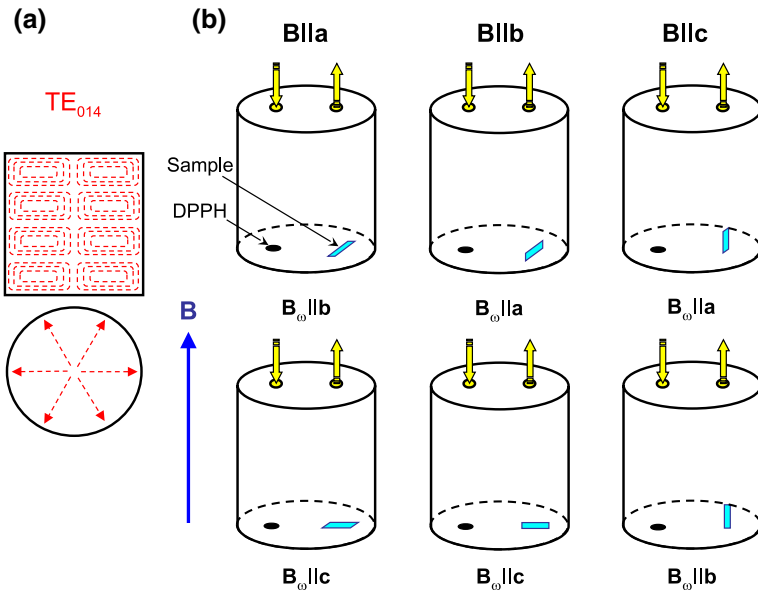 (a)
(b)
TE014
B||a
B||b
B||c
Sample
DPPH
B
Bω||b
Bω||a
Bω||a
Bω||c
Bω||c
Bω||b